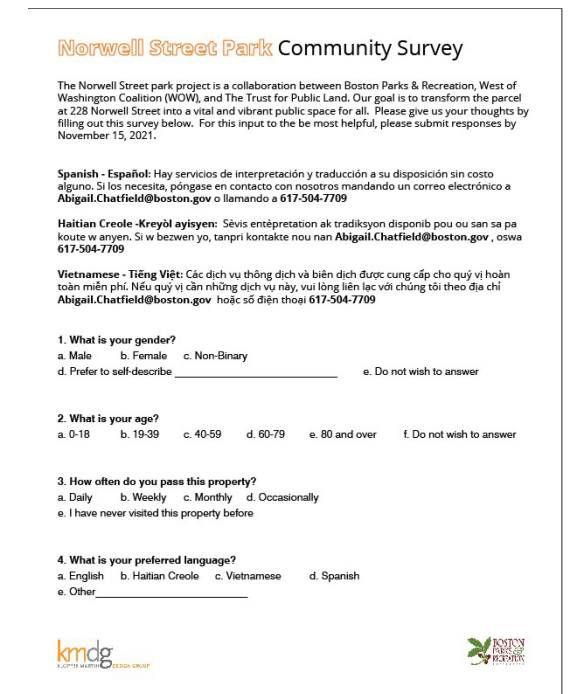 Norwell Street Park Community Survey
The Norwell Street park project is a collaboration between Boston Parks & Recreation, West of
Washington Coalition (WOW), and The Trust for Public Land. Our goal is to transform the parcel
at 228 Norwell Street into a vital and vibrant public space for all.  Please give us your thoughts by
filling out this survey below.  For this input to the be most helpful, please submit responses by
November 15, 2021.
Spanish - Español: Hay servicios de interpretación y traducción a su disposición sin costo
alguno. Si los necesita, póngase en contacto con nosotros mandando un correo electrónico a
Abigail.Chatfield@boston.gov o llamando a 617-504-7709
Haitian Creole -Kreyòl ayisyen:  Sèvis entèpretation ak tradiksyon disponib pou ou san sa pa
koute w anyen. Si w bezwen yo, tanpri kontakte nou nan Abigail.Chatfield@boston.gov , oswa
617-504-7709
Vietnamese - Tiếng Việt: Các dịch vụ thông dịch và biên dịch được cung cấp cho quý vị hoàn
toàn miễn phí. Nếu quý vị cần những dịch vụ này, vui lòng liên lạc với chúng tôi theo địa chỉ
Abigail.Chatfield@boston.gov  hoặc số điện thoại 617-504-7709
1. What is your gender?
a. Male b. Female c. Non-Binary
d. Prefer to self-describe ____________________________ e. Do not wish to answer
2. What is your age?
a. 0-18 b. 19-39 c. 40-59 d. 60-79 e. 80 and over f. Do not wish to answer
3. How often do you pass this property?
a. Daily b. Weekly c. Monthly d. Occasionally
e. I have never visited this property before
4. What is your preferred language?
a. English b. Haitian Creole c. Vietnamese d. Spanish
e. Other__________________________
kmdg
DESIGN GROUP
BOSTON
PARKS &
RECREATION